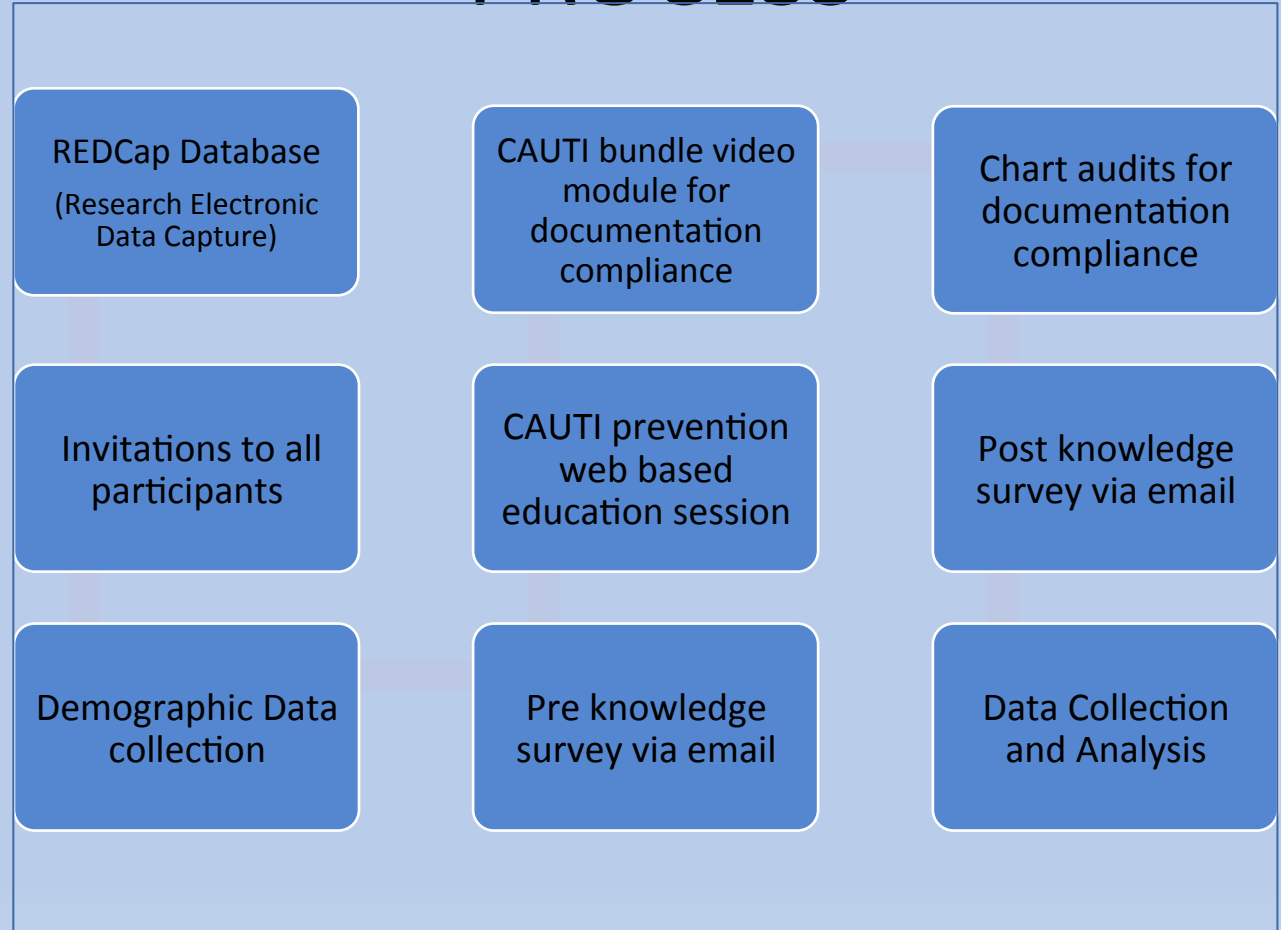 PROCESS
REDCap Database
(Research Electronic
Data Capture)
Invitations to all
participants
Demographic Data
collection
Pre knowledge
survey via email
CAUTI prevention
web based
education session
CAUTI bundle video
module for
documentation
compliance
Chart audits for
documentation
compliance
Post knowledge
survey via email
Data Collection
and Analysis